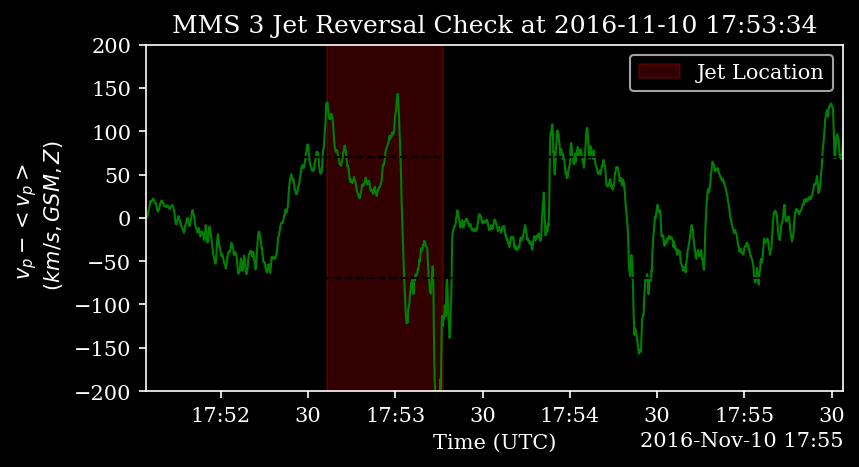 MMS 3 Jet Reversal Check at 2016-11-10 17:53:34
Jet Location
200
150
100
50
0
−50
−100
−150
−200
v_p − < v_p >
(km/s, GSM, Z)
17:52 30 17:53 30 17:54 30 17:55 30
Time (UTC)
2016-Nov-10 17:55